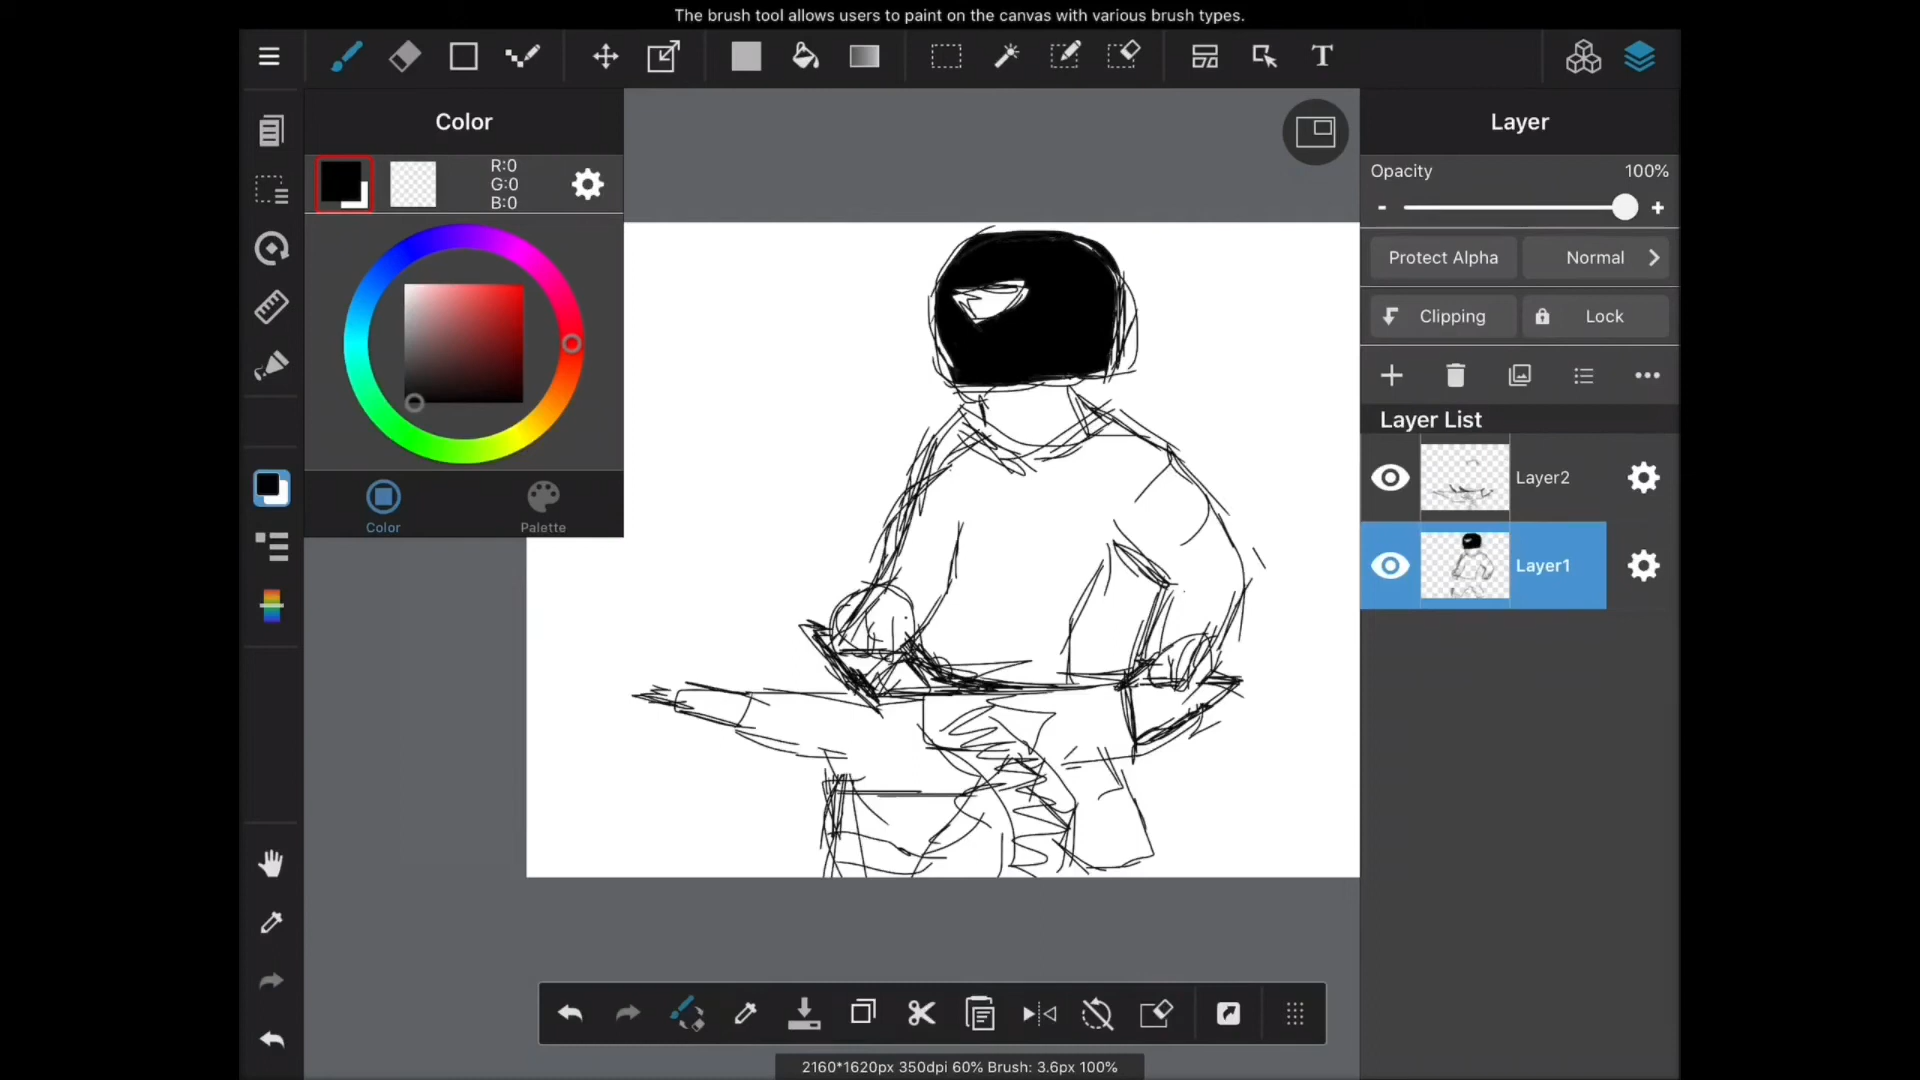 The brush tool allows users to paint on the canvas with various brush types.
T
Color
R:0
G:0
B:0
Color
Palette
Layer
Opacity 100%
- +
Protect Alpha Normal
Clipping Lock
Layer List
Layer2
Layer1
2160*1620px 350dpi 60% Brush: 3.6px 100%